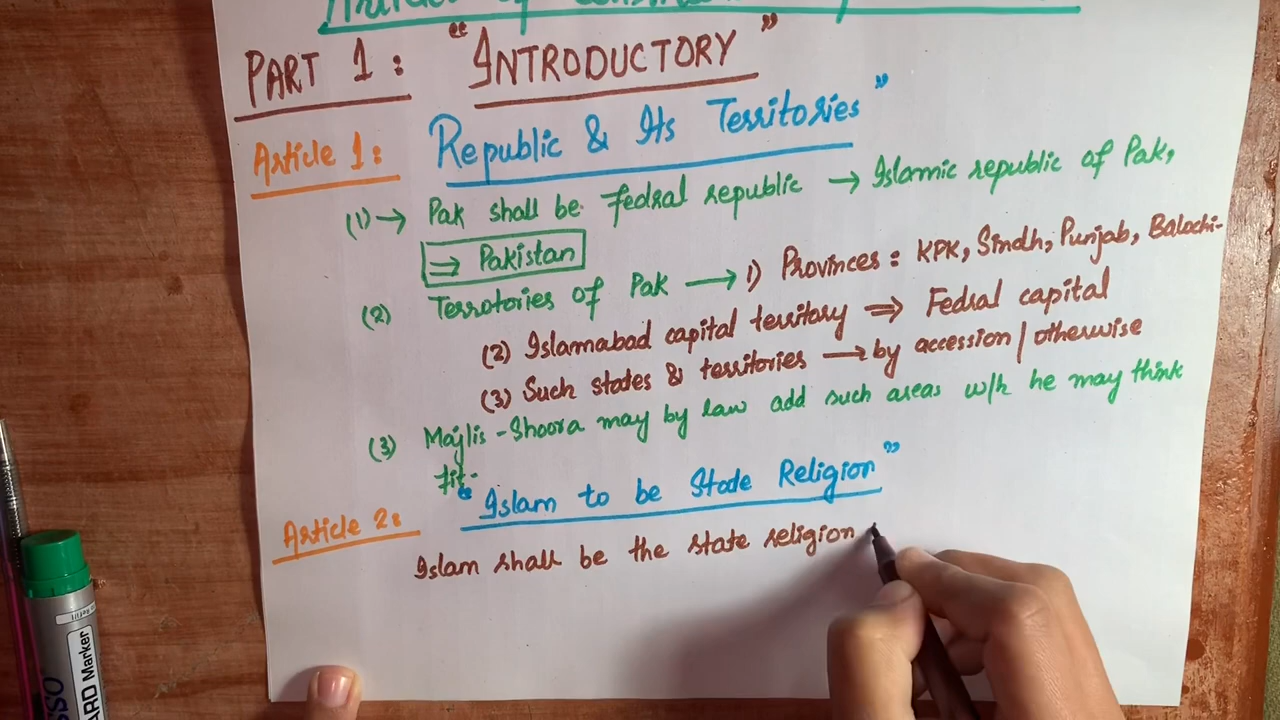 PART 1 : "INTRODUCTORY"
Article 1: Republic & Its Territories"
(1) → Pak shall be fedral republic → Islamic republic of Pak,
⇒ Pakistan
(2) Terrotories of Pak → 1) Provinces : KPK, Sindh, Punjab, Balochi-
(2) Islamabad capital territory ⇒ Fedral capital
(3) Such states & territories → by accession / otherwise
(3) Majlis - Shoora may by law add such areas w/h he may think
fit.
Article 2: "Islam to be State Religion"
Islam shall be the state religion
ARD Marker